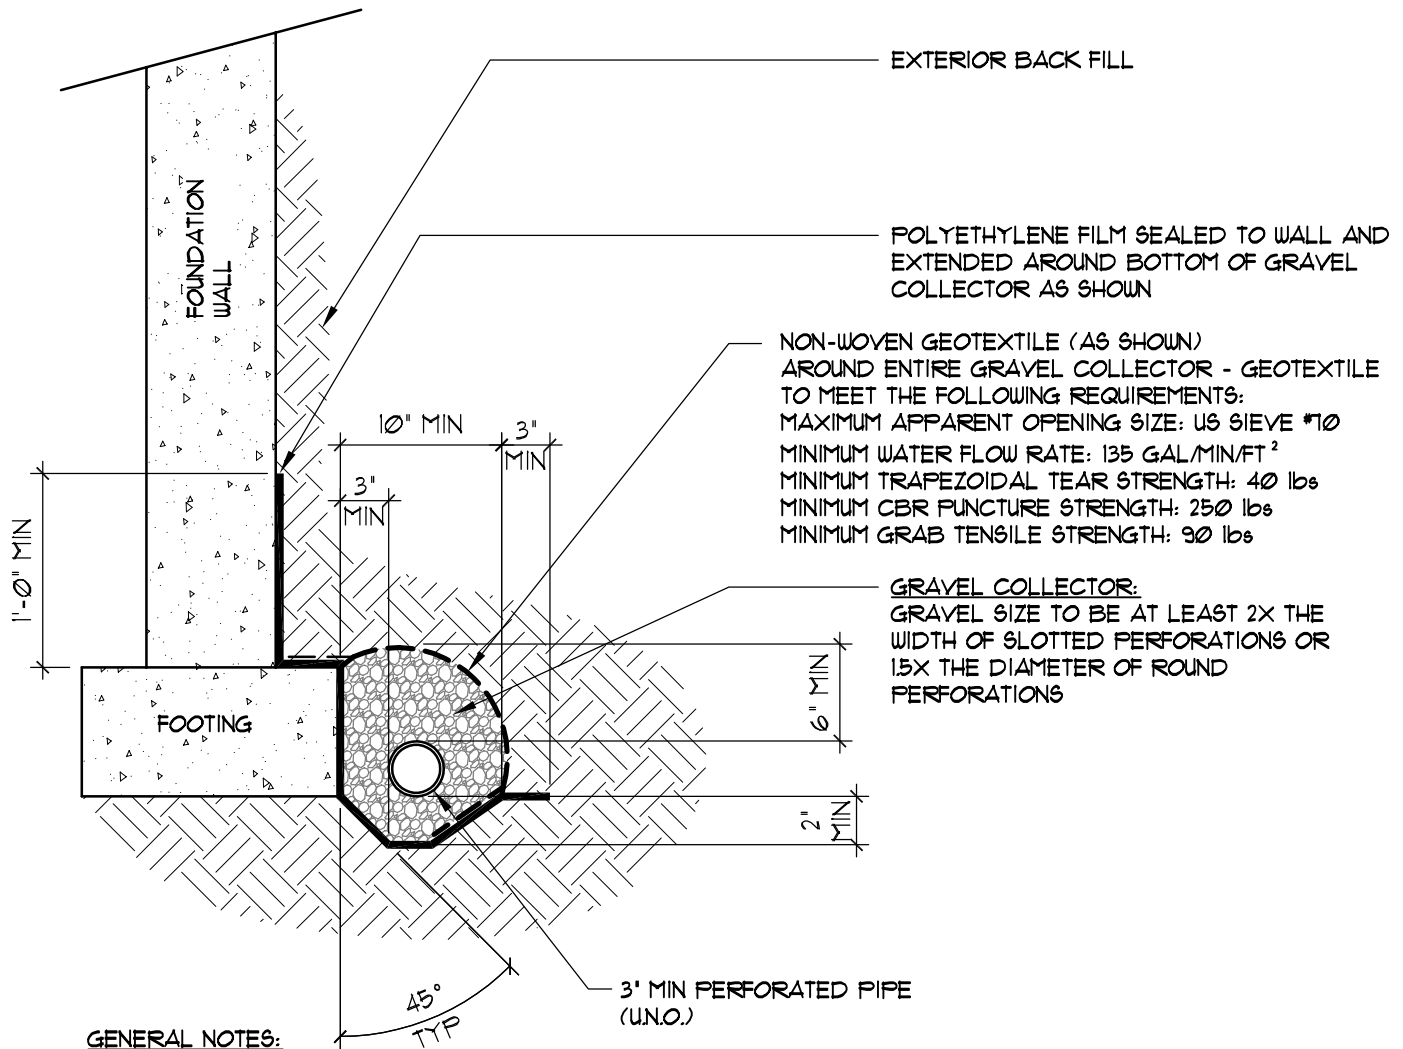 EXTERIOR BACK FILL
POLYETHYLENE FILM SEALED TO WALL AND
EXTENDED AROUND BOTTOM OF GRAVEL
COLLECTOR AS SHOWN
FOUNDATION
WALL
NON-WOVEN GEOTEXTILE (AS SHOWN)
AROUND ENTIRE GRAVEL COLLECTOR - GEOTEXTILE
TO MEET THE FOLLOWING REQUIREMENTS:
MAXIMUM APPARENT OPENING SIZE: US SIEVE #70
MINIMUM WATER FLOW RATE: 135 GAL/MIN/FT²
MINIMUM TRAPEZOIDAL TEAR STRENGTH: 40 lbs
MINIMUM CBR PUNCTURE STRENGTH: 250 lbs
MINIMUM GRAB TENSILE STRENGTH: 90 lbs
10" MIN
3"
MIN
3"
MIN
1'-0" MIN
GRAVEL COLLECTOR:
GRAVEL SIZE TO BE AT LEAST 2X THE
WIDTH OF SLOTTED PERFORATIONS OR
1.5X THE DIAMETER OF ROUND
PERFORATIONS
6" MIN
FOOTING
2"
MIN
3" MIN PERFORATED PIPE
(U.N.O.)
45°
TYP
GENERAL NOTES: